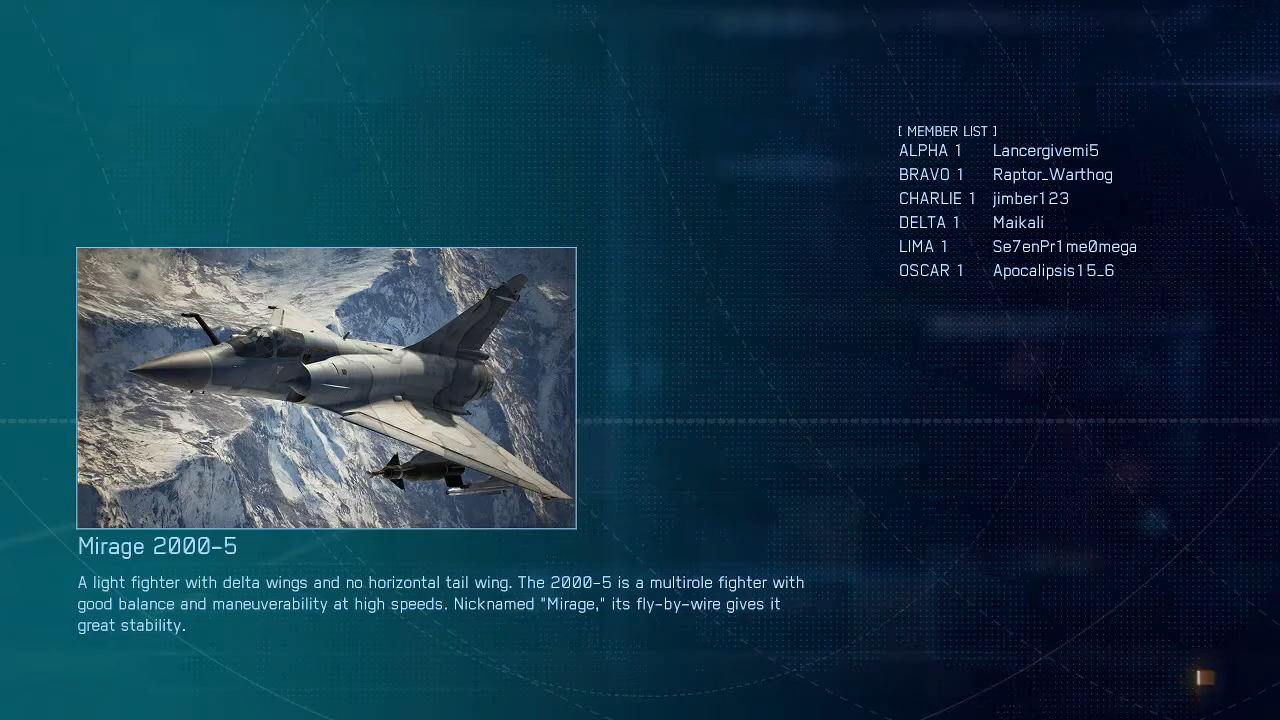 [ MEMBER LIST ]
ALPHA 1 Lancergivemi5
BRAVO 1 Raptor_Warthog
CHARLIE 1 jimber123
DELTA 1 Maikali
LIMA 1 Se7enPr1me0mega
OSCAR 1 Apocalipsis15_6
Mirage 2000-5
A light fighter with delta wings and no horizontal tail wing. The 2000-5 is a multirole fighter with
good balance and maneuverability at high speeds. Nicknamed "Mirage," its fly-by-wire gives it
great stability.